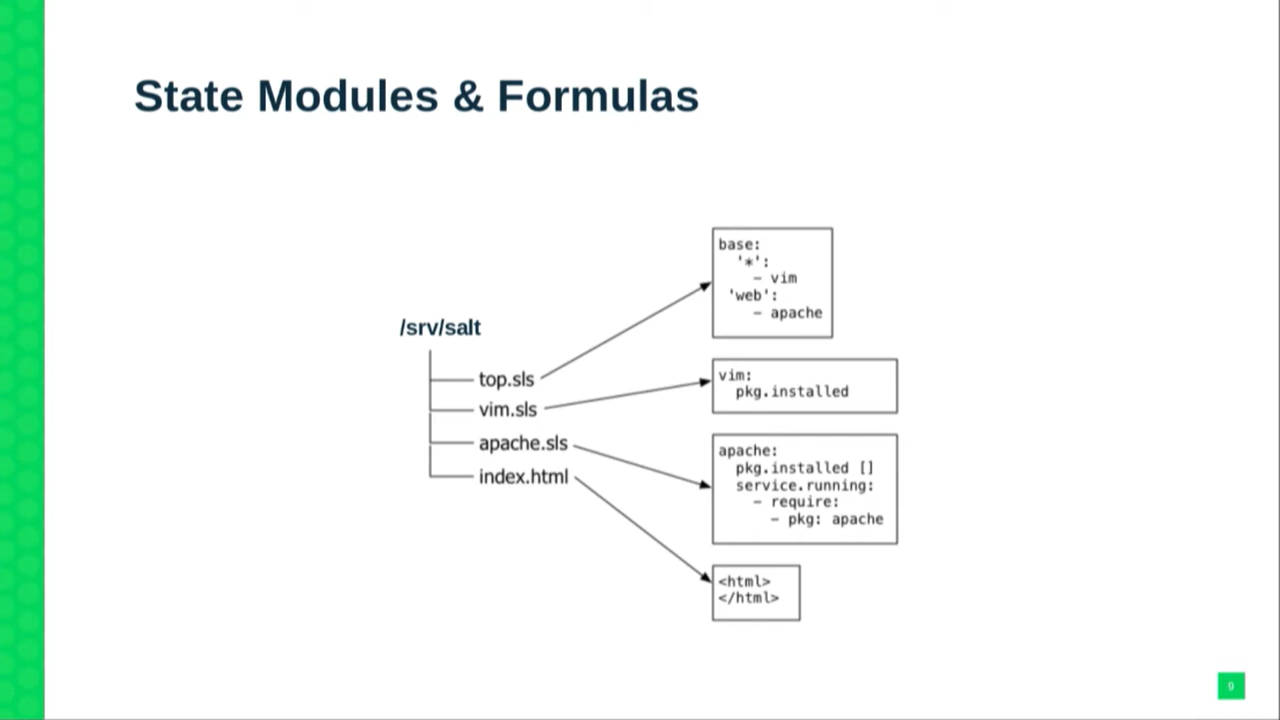 State Modules & Formulas
/srv/salt
top.sls
vim.sls
apache.sls
index.html
base:
  '*':
    - vim
 'web':
    - apache
vim:
  pkg.installed
apache:
  pkg.installed []
  service.running:
    - require:
      - pkg: apache
<html>
</html>
9